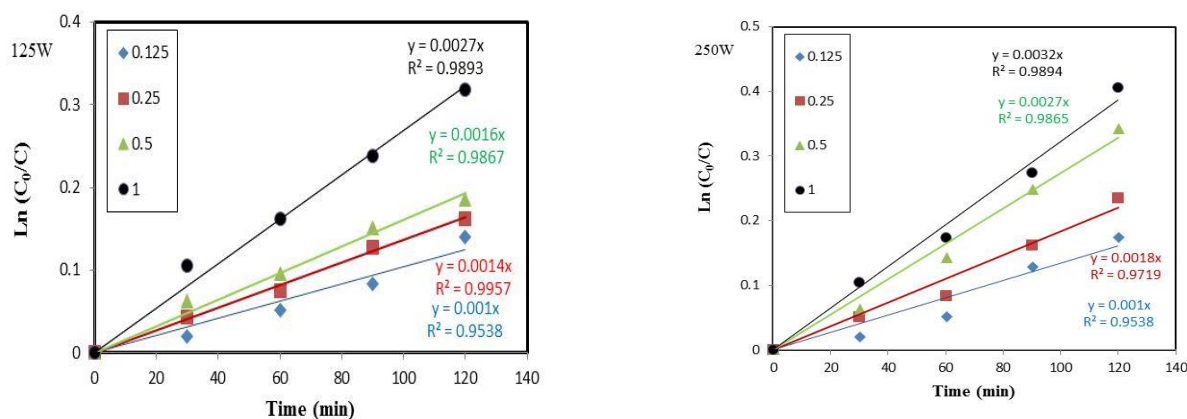 125W
0.4
0.3
0.2
0.1
0
0 20 40 60 80 100 120 140
Ln (C₀/C)
Time (min)
0.125
0.25
0.5
1
y = 0.0027x
R² = 0.9893
y = 0.0016x
R² = 0.9867
y = 0.0014x
R² = 0.9957
y = 0.001x
R² = 0.9538
250W
0.5
0.4
0.3
0.2
0.1
0.0
0 20 40 60 80 100 120 140
Ln (C₀/C)
Time (min)
0.125
0.25
0.5
1
y = 0.0032x
R² = 0.9894
y = 0.0027x
R² = 0.9865
y = 0.0018x
R² = 0.9719
y = 0.001x
R² = 0.9538